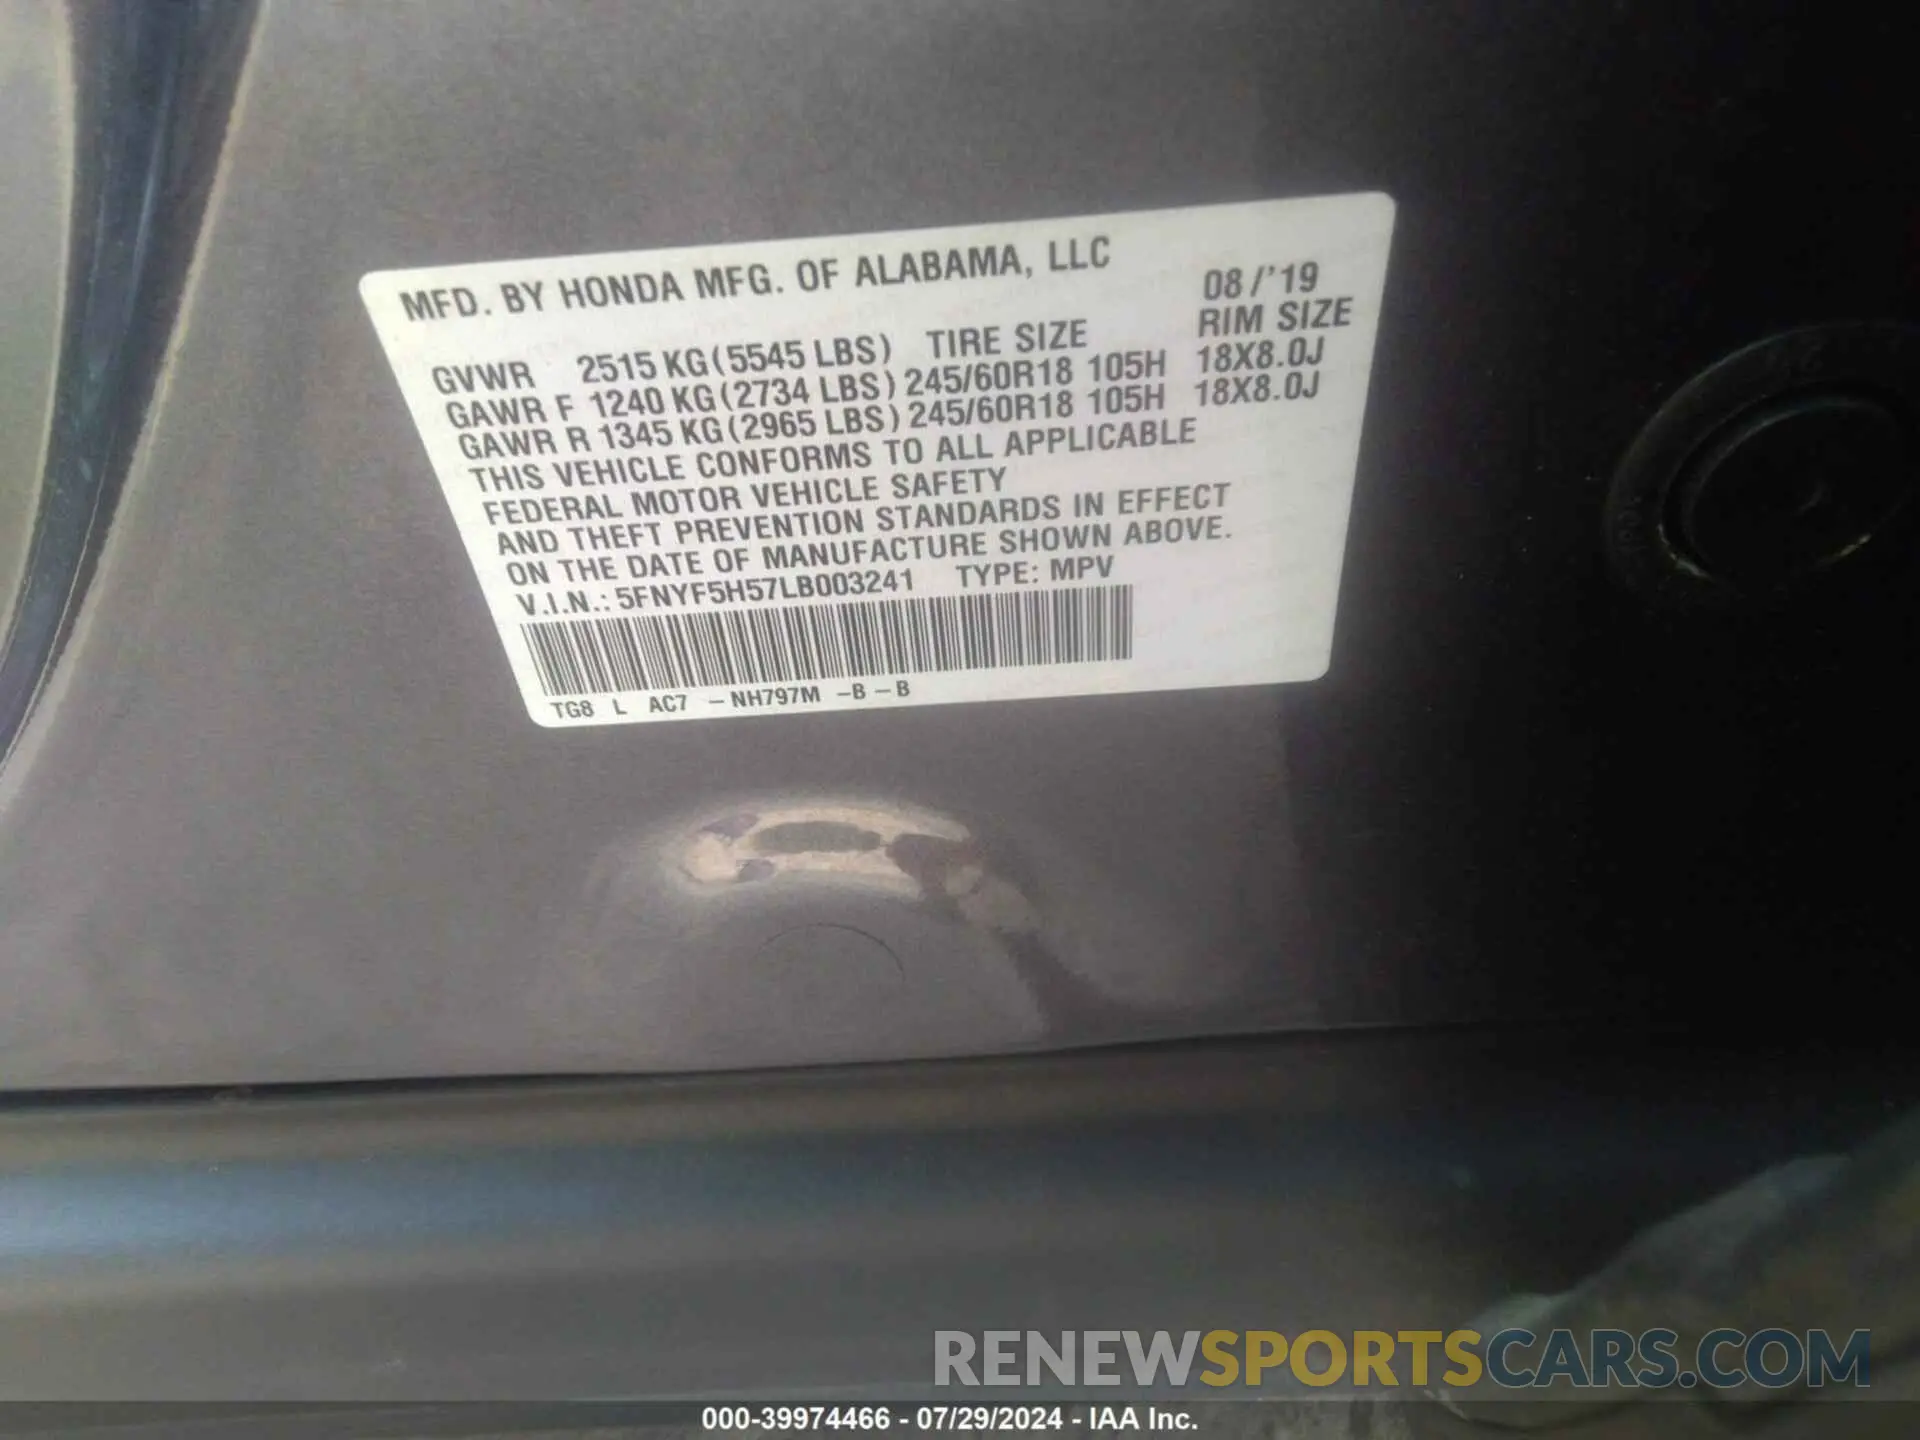 MFD. BY HONDA MFG. OF ALABAMA, LLC 08/'19
GVWR 2515 KG (5545 LBS) TIRE SIZE RIM SIZE
GAWR F 1240 KG (2734 LBS) 245/60R18 105H 18X8.0J
GAWR R 1345 KG (2965 LBS) 245/60R18 105H 18X8.0J
THIS VEHICLE CONFORMS TO ALL APPLICABLE
FEDERAL MOTOR VEHICLE SAFETY
AND THEFT PREVENTION STANDARDS IN EFFECT
ON THE DATE OF MANUFACTURE SHOWN ABOVE.
V.I.N.: 5FNYF5H57LB003241 TYPE: MPV
TG8 L AC7 – NH797M –B – B
RENEWSPORTSCARS.COM
000-39974466 - 07/29/2024 - IAA Inc.